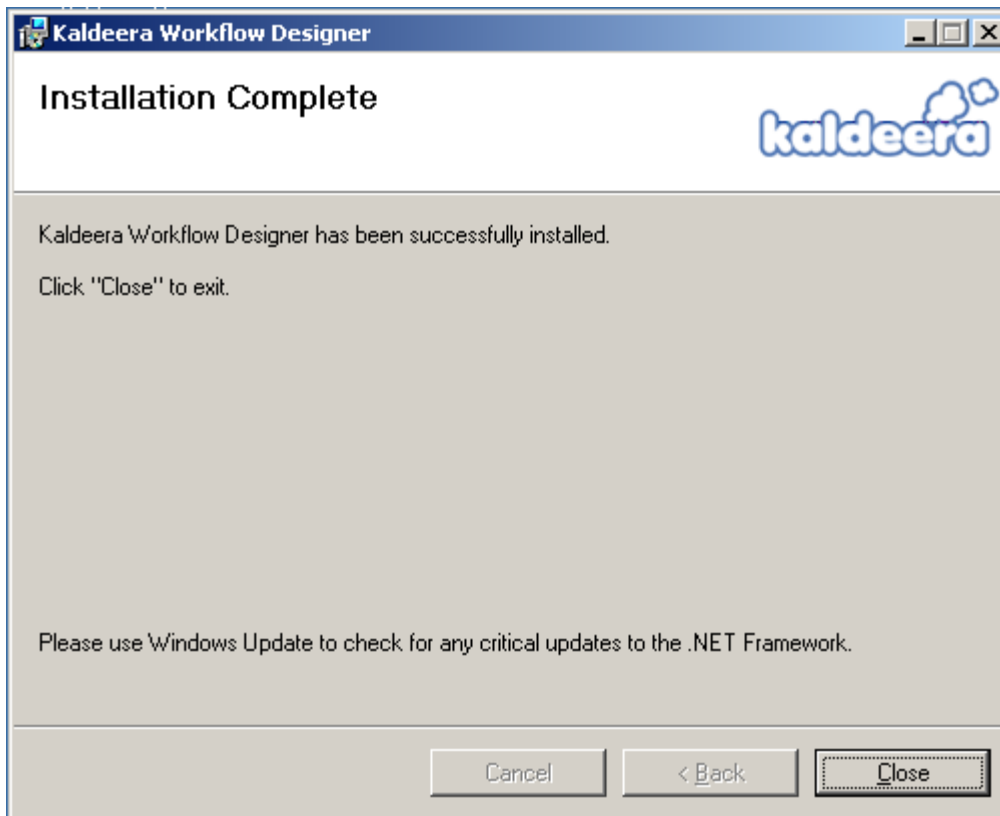 Kaldeera Workflow Designer
Installation Complete
kaldeera
Kaldeera Workflow Designer has been successfully installed.
Click "Close" to exit.
Please use Windows Update to check for any critical updates to the .NET Framework.
Cancel
< Back
Close